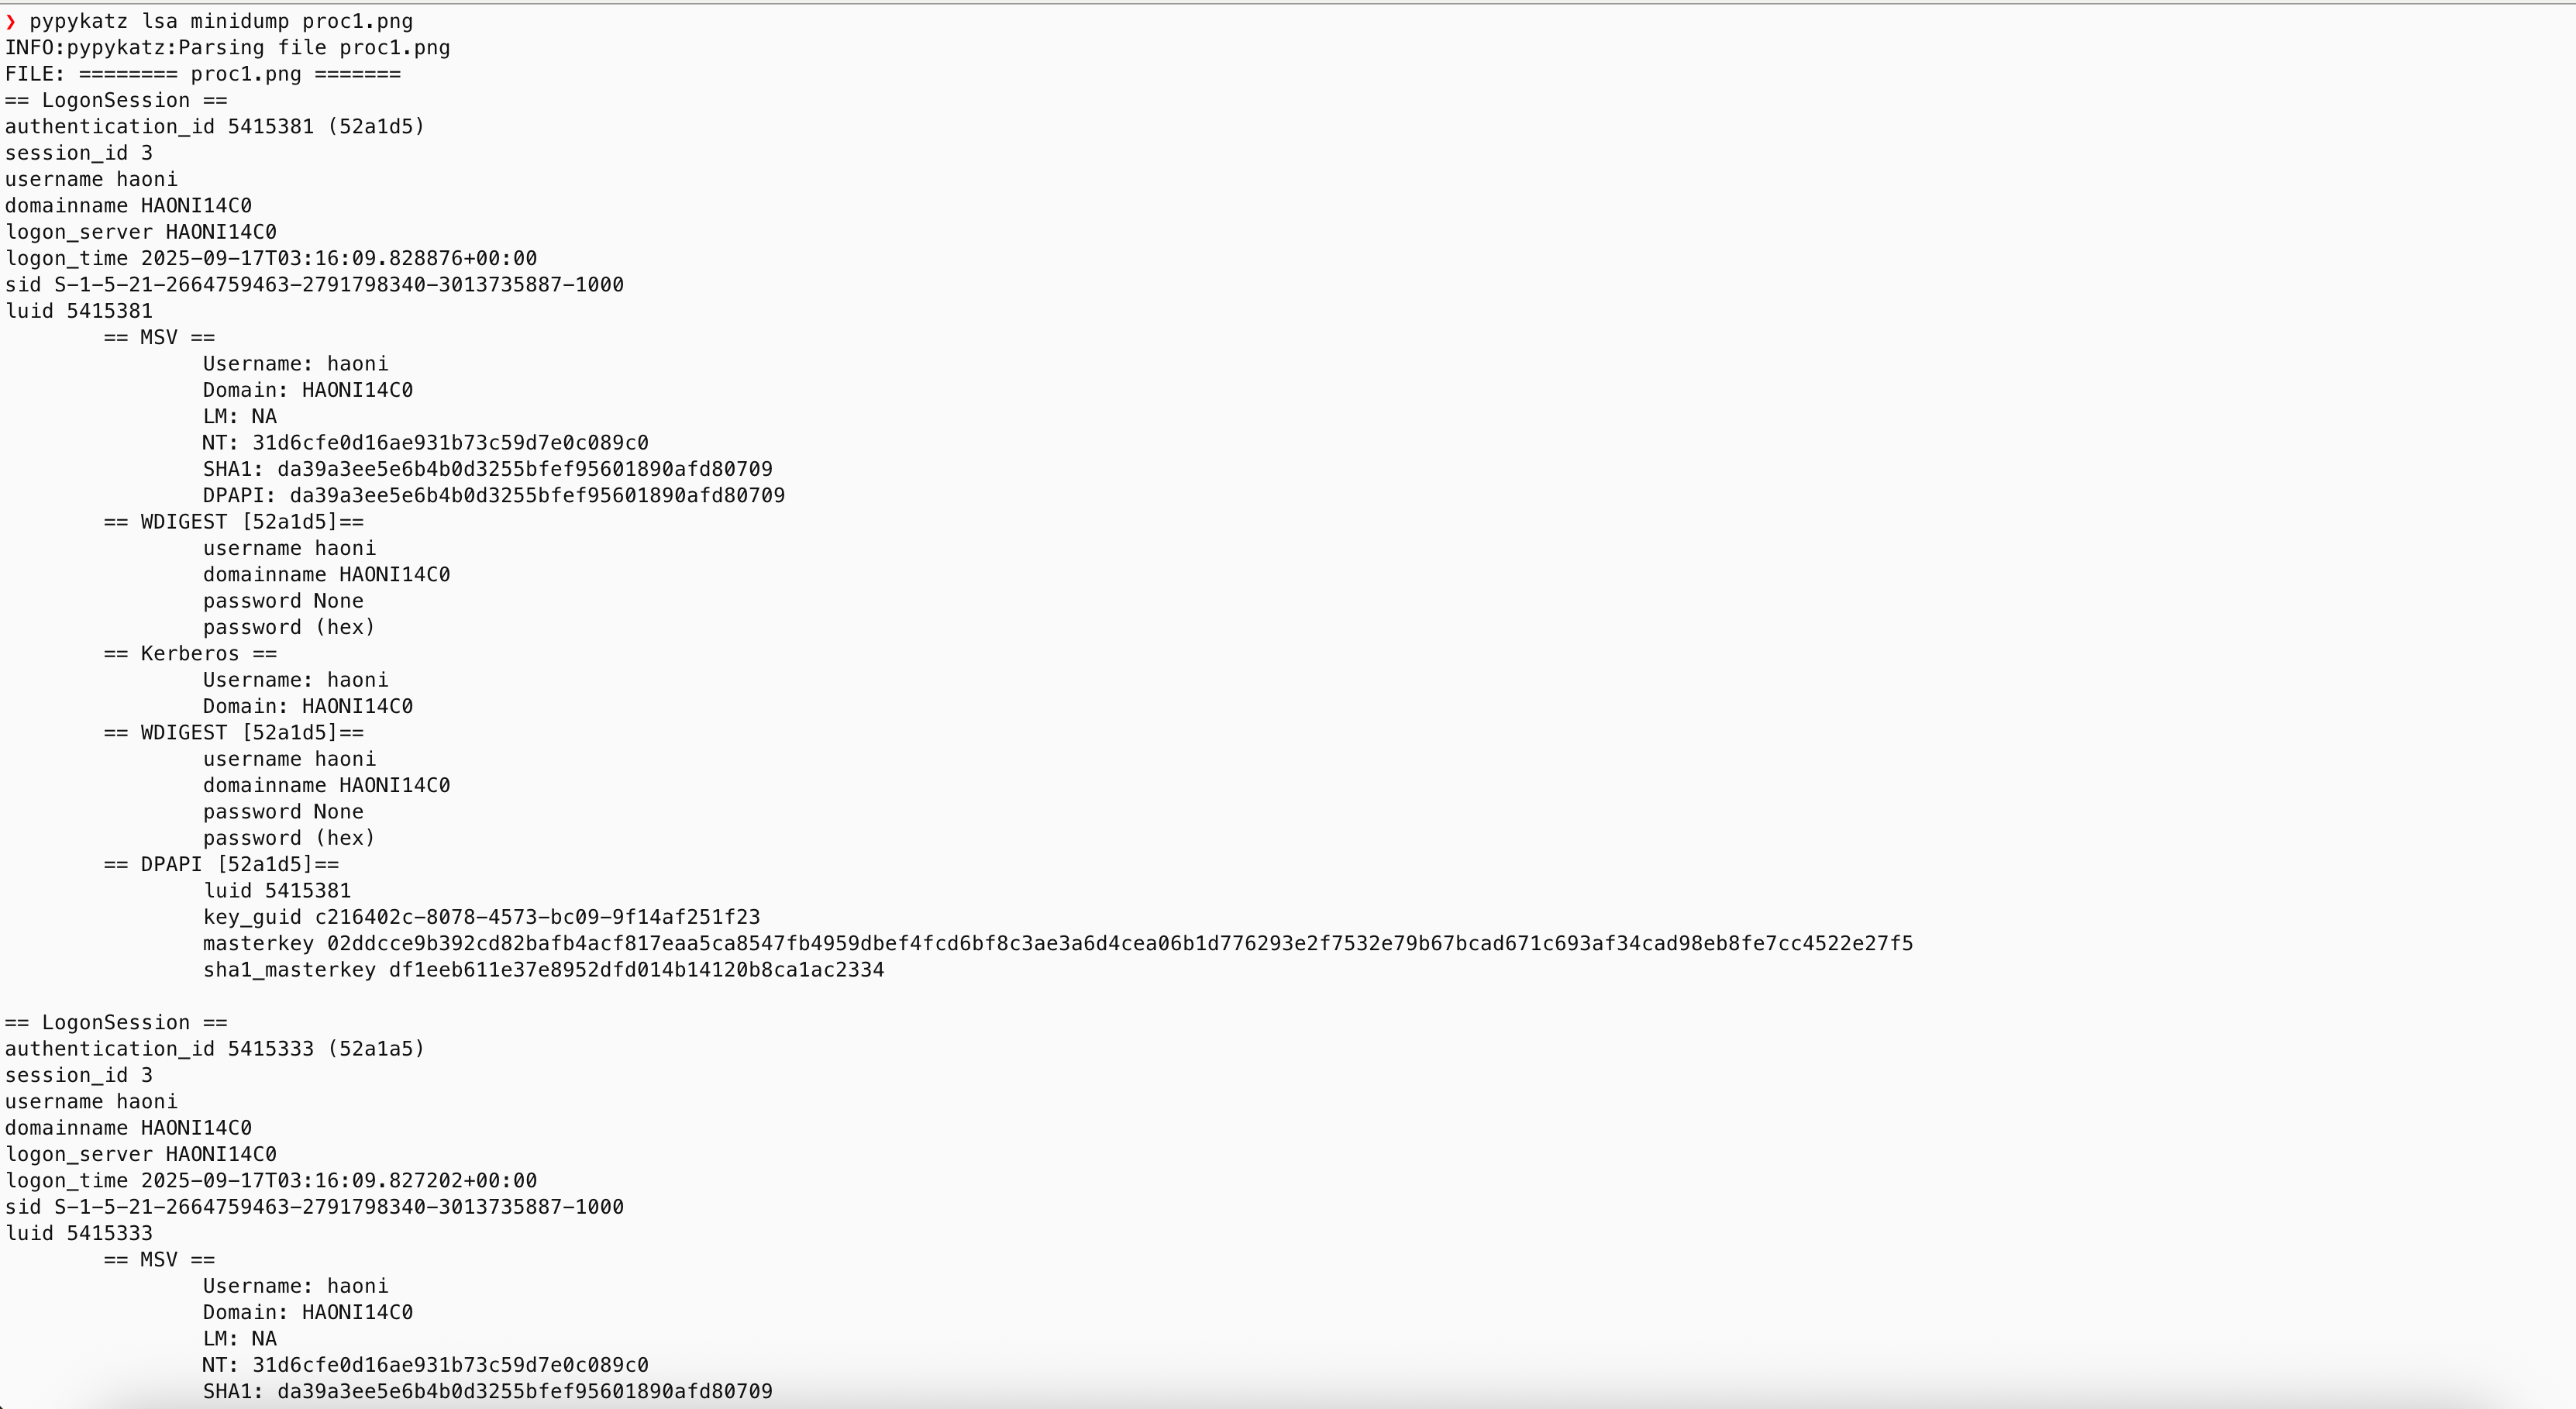 ❯ pypykatz lsa minidump proc1.png
INFO:pypykatz:Parsing file proc1.png
FILE: ======== proc1.png =======
== LogonSession ==
authentication_id 5415381 (52a1d5)
session_id 3
username haoni
domainname HAONI14C0
logon_server HAONI14C0
logon_time 2025-09-17T03:16:09.828876+00:00
sid S-1-5-21-2664759463-2791798340-3013735887-1000
luid 5415381
== MSV ==
Username: haoni
Domain: HAONI14C0
LM: NA
NT: 31d6cfe0d16ae931b73c59d7e0c089c0
SHA1: da39a3ee5e6b4b0d3255bfef95601890afd80709
DPAPI: da39a3ee5e6b4b0d3255bfef95601890afd80709
== WDIGEST [52a1d5]==
username haoni
domainname HAONI14C0
password None
password (hex)
== Kerberos ==
Username: haoni
Domain: HAONI14C0
== WDIGEST [52a1d5]==
username haoni
domainname HAONI14C0
password None
password (hex)
== DPAPI [52a1d5]==
luid 5415381
key_guid c216402c-8078-4573-bc09-9f14af251f23
masterkey 02ddcce9b392cd82bafb4acf817eaa5ca8547fb4959dbef4fcd6bf8c3ae3a6d4cea06b1d776293e2f7532e79b67bcad671c693af34cad98eb8fe7cc4522e27f5
sha1_masterkey df1eeb611e37e8952dfd014b14120b8ca1ac2334
== LogonSession ==
authentication_id 5415333 (52a1a5)
session_id 3
username haoni
domainname HAONI14C0
logon_server HAONI14C0
logon_time 2025-09-17T03:16:09.827202+00:00
sid S-1-5-21-2664759463-2791798340-3013735887-1000
luid 5415333
== MSV ==
Username: haoni
Domain: HAONI14C0
LM: NA
NT: 31d6cfe0d16ae931b73c59d7e0c089c0
SHA1: da39a3ee5e6b4b0d3255bfef95601890afd80709